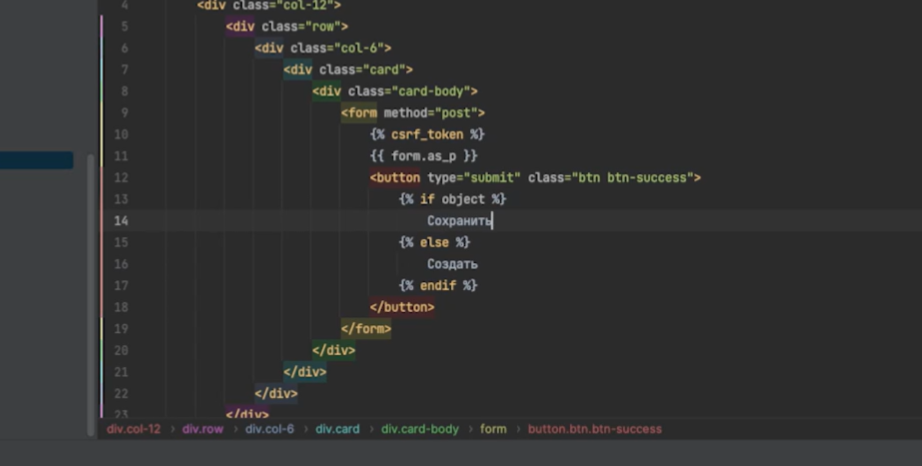 4 <div class="col-12">
5 <div class="row">
6 <div class="col-6">
7 <div class="card">
8 <div class="card-body">
9 <form method="post">
10 {% csrf_token %}
11 {{ form.as_p }}
12 <button type="submit" class="btn btn-success">
13 {% if object %}
14 Сохранить
15 {% else %}
16 Создать
17 {% endif %}
18 </button>
19 </form>
20 </div>
21 </div>
22 </div>
23 </div>
div.col-12 › div.row › div.col-6 › div.card › div.card-body › form › button.btn.btn-success